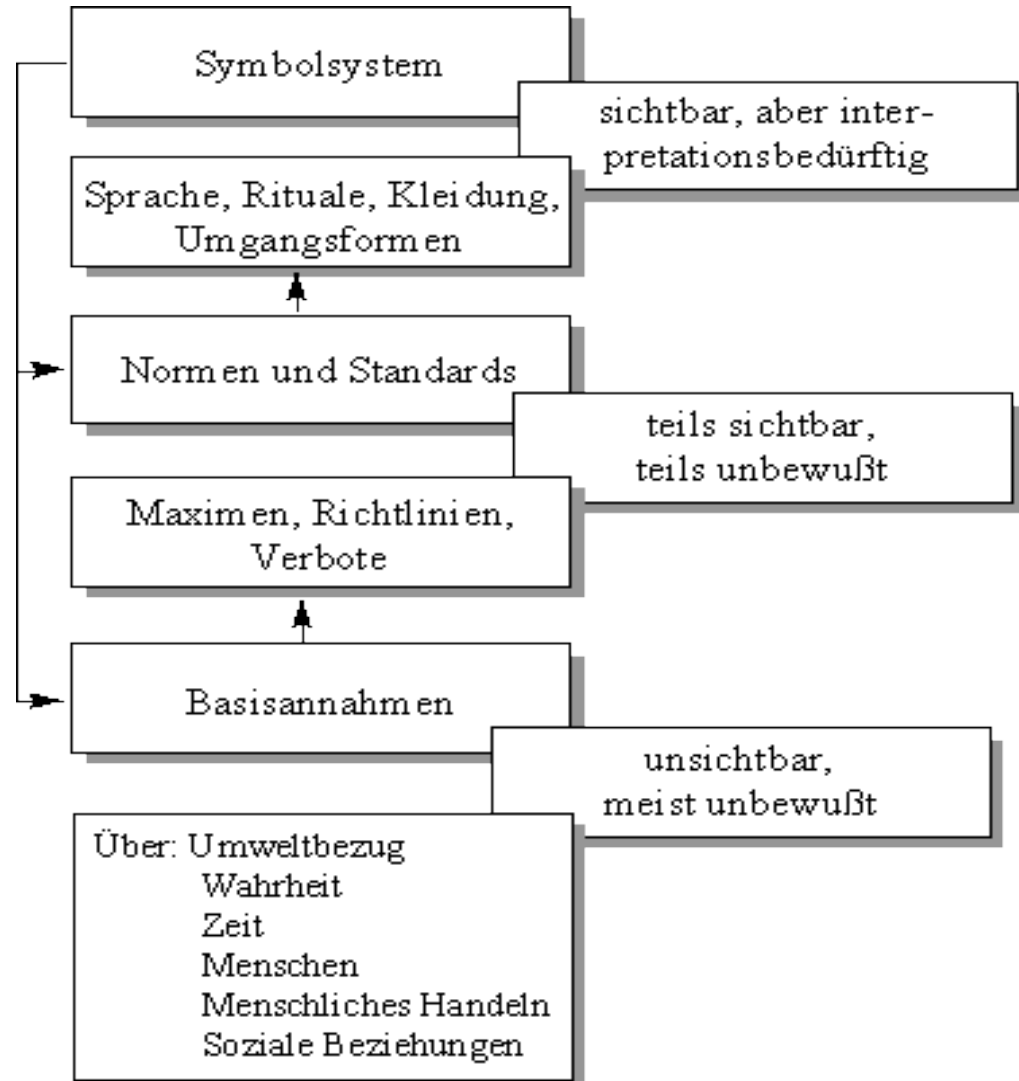 Symbolsystem
sichtbar, aber inter-
pretationsbedürftig
Sprache, Rituale, Kleidung,
Umgangsformen
Normen und Standards
teils sichtbar,
teils unbewußt
Maximen, Richtlinien,
Verbote
Basisannahmen
unsichtbar,
meist unbewußt
Über: Umweltbezug
Wahrheit
Zeit
Menschen
Menschliches Handeln
Soziale Beziehungen